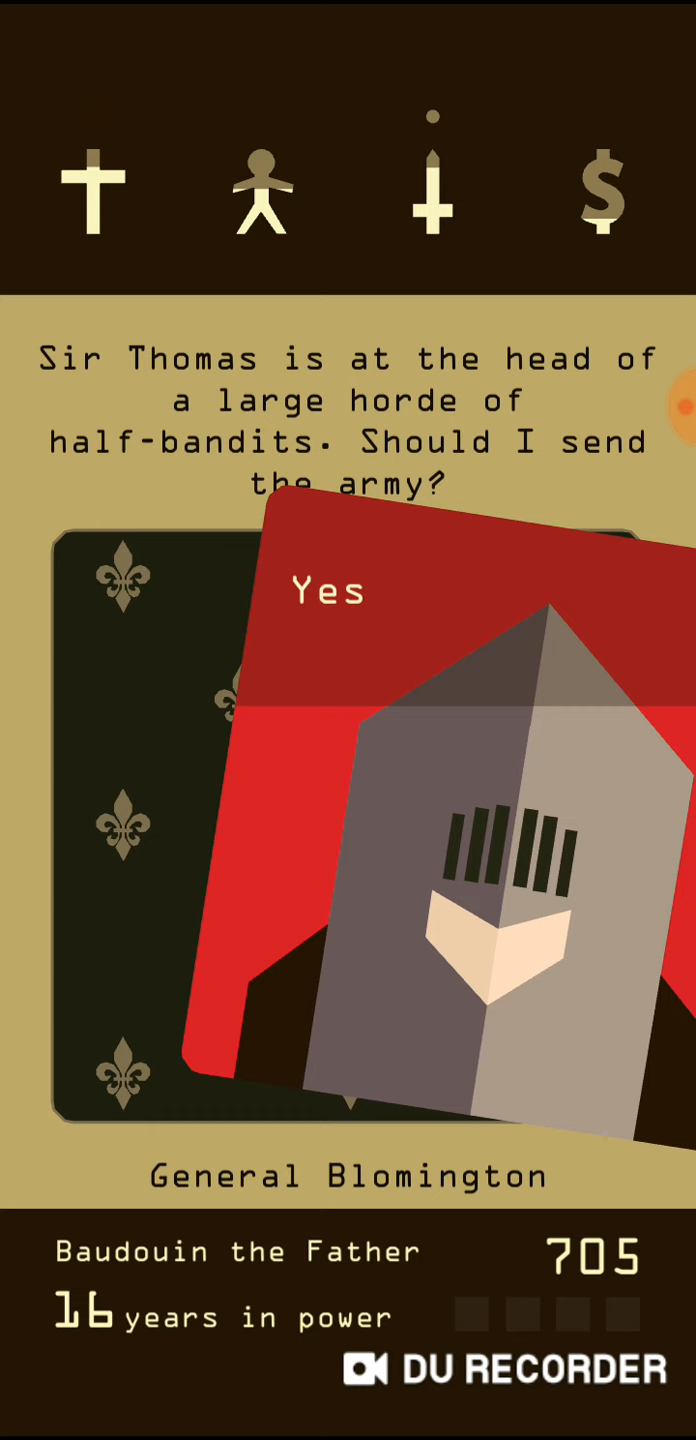 Sir Thomas is at the head of
a large horde of
half-bandits. Should I send
the army?
Yes
General Blomington
Baudouin the Father
705
16 years in power
DU RECORDER